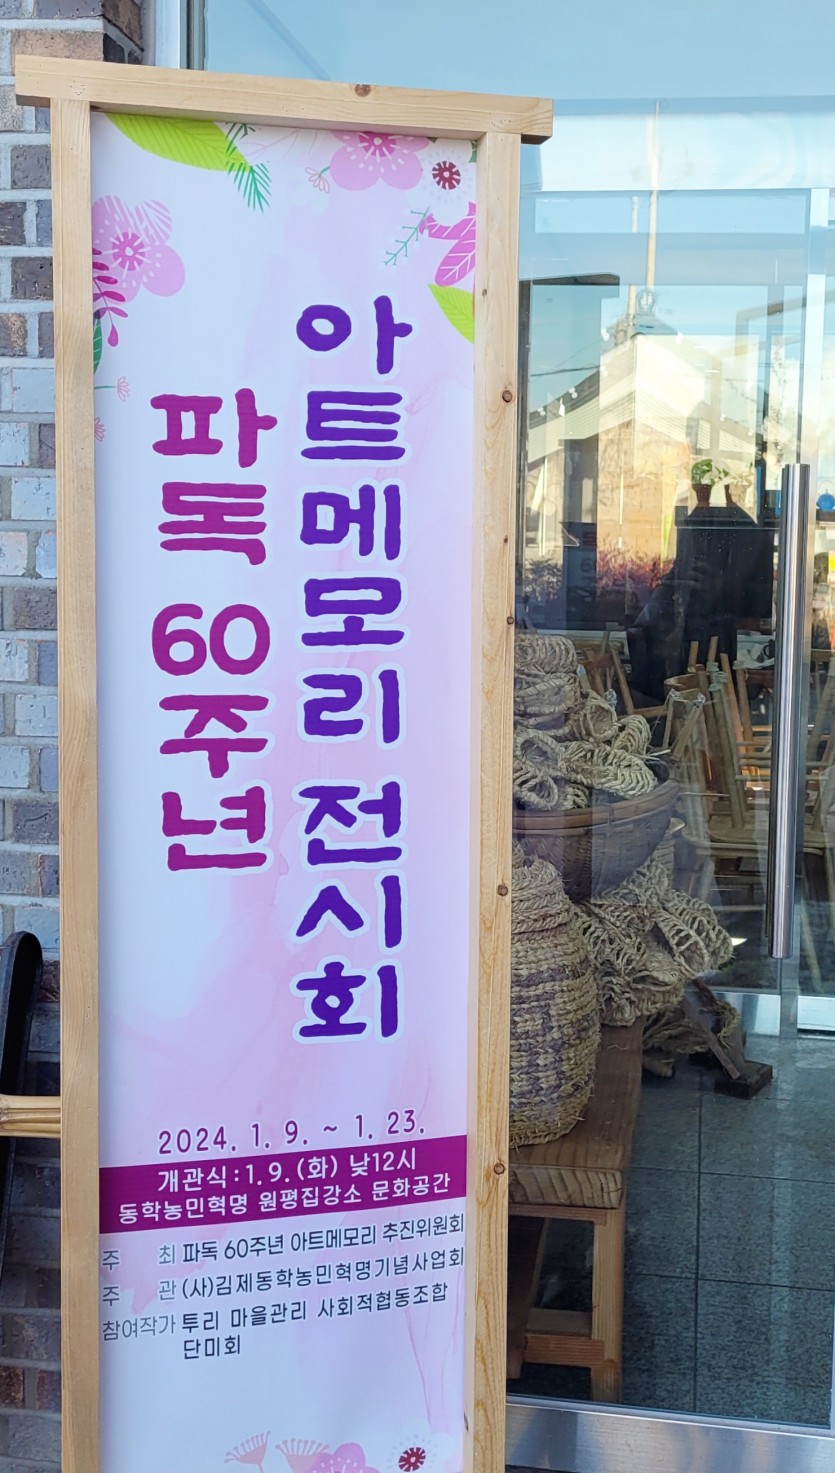 파독 60주년
아트메모리 전시회
2024. 1. 9. ~ 1. 23.
개관식 : 1. 9. (화) 낮12시
동학농민혁명 원평집강소 문화공간
주 최 파독 60주년 아트메모리 추진위원회
주 관 (사)김제동학농민혁명기념사업회
참여작가 투리 마을관리 사회적협동조합
단미회